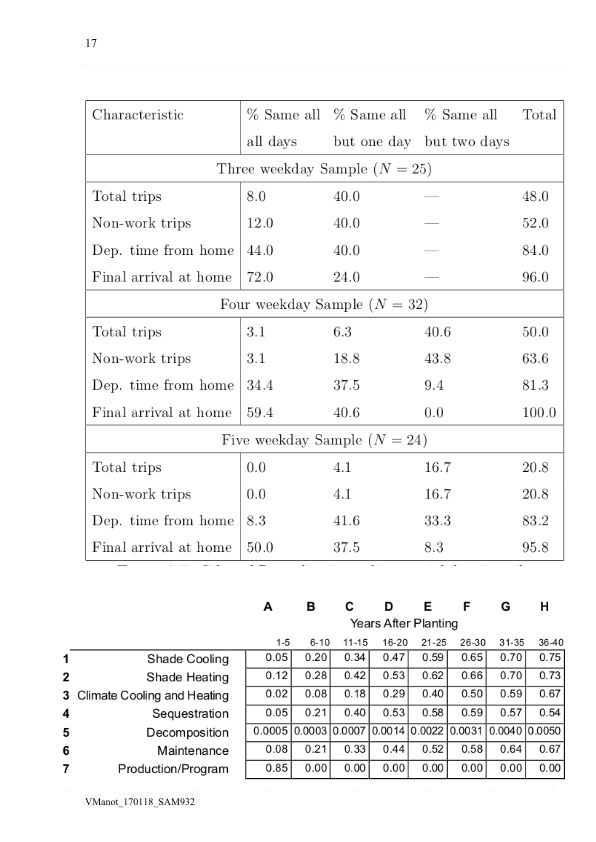 17
Characteristic % Same all % Same all % Same all Total
all days but one day but two days
Three weekday Sample (N = 25)
Total trips 8.0 40.0 — 48.0
Non-work trips 12.0 40.0 — 52.0
Dep. time from home 44.0 40.0 — 84.0
Final arrival at home 72.0 24.0 — 96.0
Four weekday Sample (N = 32)
Total trips 3.1 6.3 40.6 50.0
Non-work trips 3.1 18.8 43.8 63.6
Dep. time from home 34.4 37.5 9.4 81.3
Final arrival at home 59.4 40.6 0.0 100.0
Five weekday Sample (N = 24)
Total trips 0.0 4.1 16.7 20.8
Non-work trips 0.0 4.1 16.7 20.8
Dep. time from home 8.3 41.6 33.3 83.2
Final arrival at home 50.0 37.5 8.3 95.8
A B C D E F G H
Years After Planting
1-5 6-10 11-15 16-20 21-25 26-30 31-35 36-40
1 Shade Cooling 0.05 0.20 0.34 0.47 0.59 0.65 0.70 0.75
2 Shade Heating 0.12 0.28 0.42 0.53 0.62 0.66 0.70 0.73
3 Climate Cooling and Heating 0.02 0.08 0.18 0.29 0.40 0.50 0.59 0.67
4 Sequestration 0.05 0.21 0.40 0.53 0.58 0.59 0.57 0.54
5 Decomposition 0.0005 0.0003 0.0007 0.0014 0.0022 0.0031 0.0040 0.0050
6 Maintenance 0.08 0.21 0.33 0.44 0.52 0.58 0.64 0.67
7 Production/Program 0.85 0.00 0.00 0.00 0.00 0.00 0.00 0.00
VManot_170118_SAM932